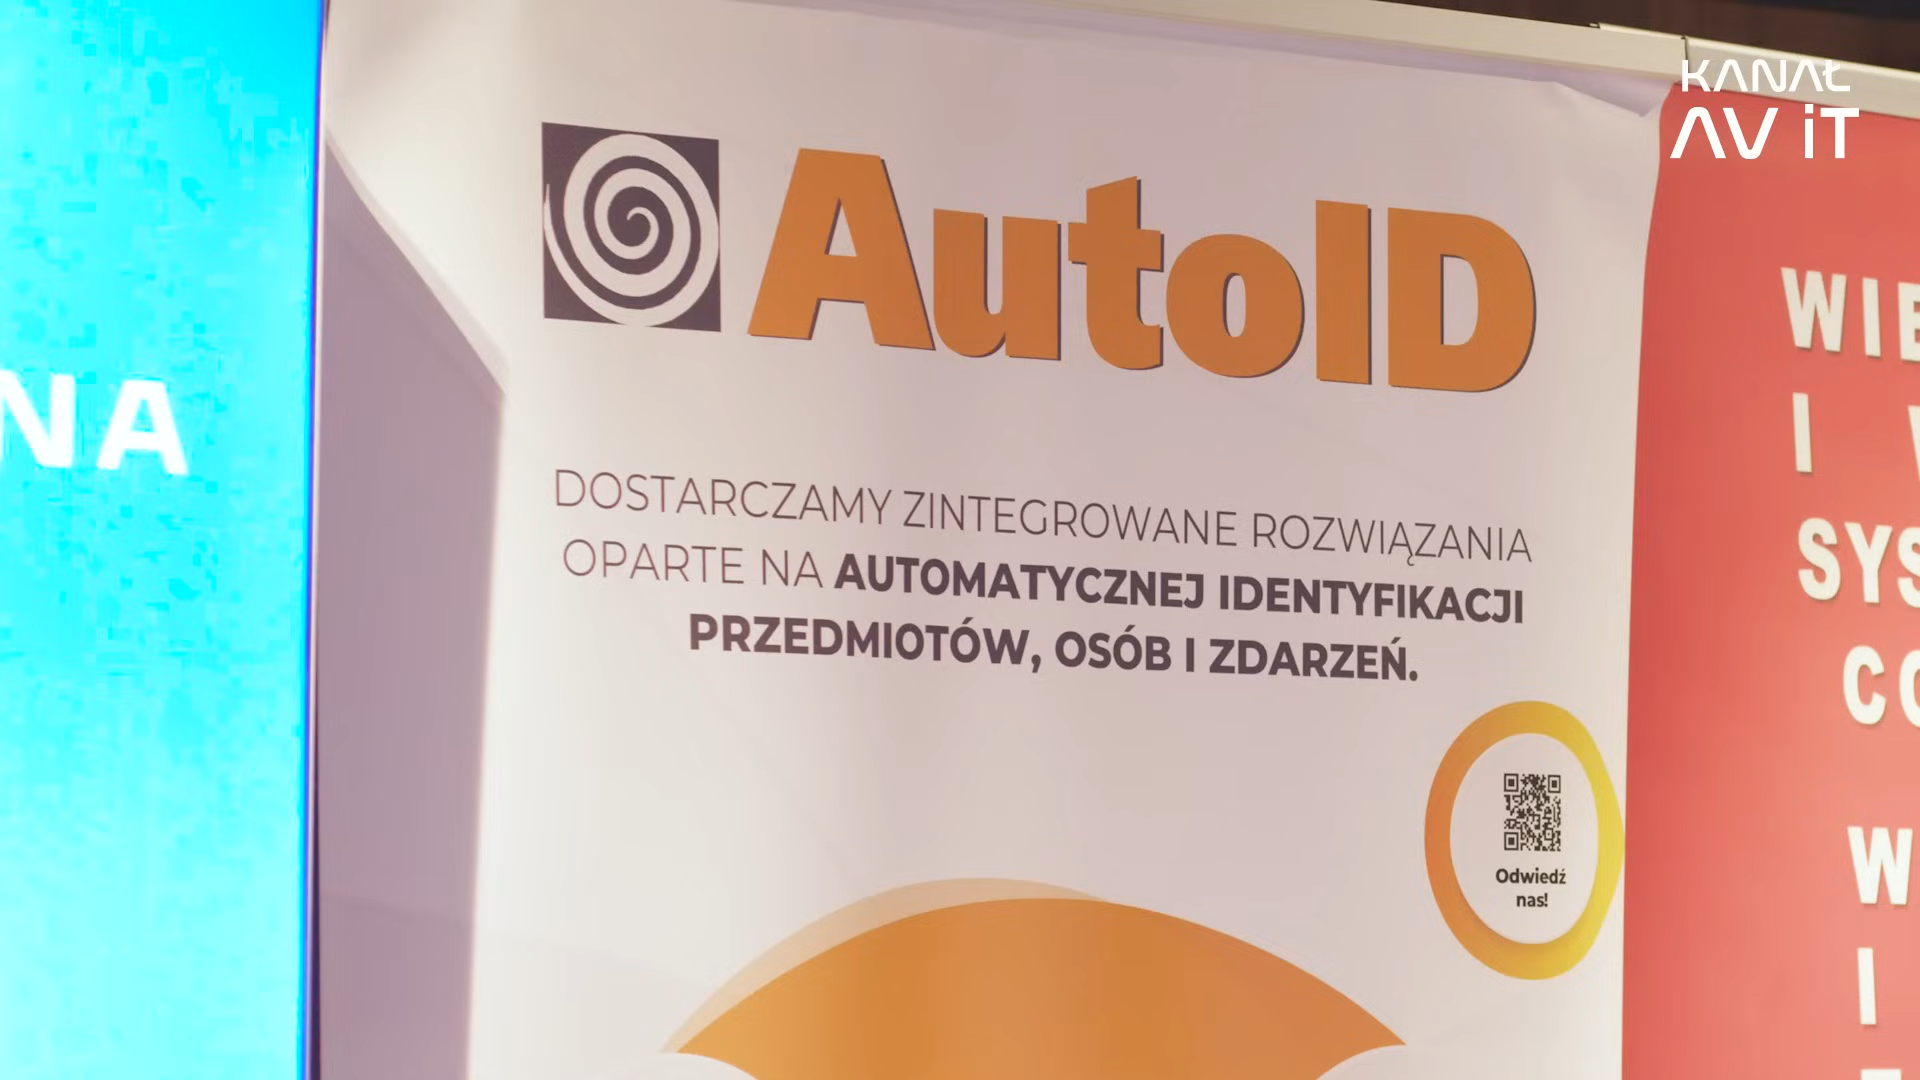 KANAŁ
AV iT
NA
AutoID
DOSTARCZAMY ZINTEGROWANE ROZWIĄZANIA
OPARTE NA AUTOMATYCZNEJ IDENTYFIKACJI
PRZEDMIOTÓW, OSÓB I ZDARZEŃ.
Odwiedź
nas!
WIE
I
SYS
CO
W
I